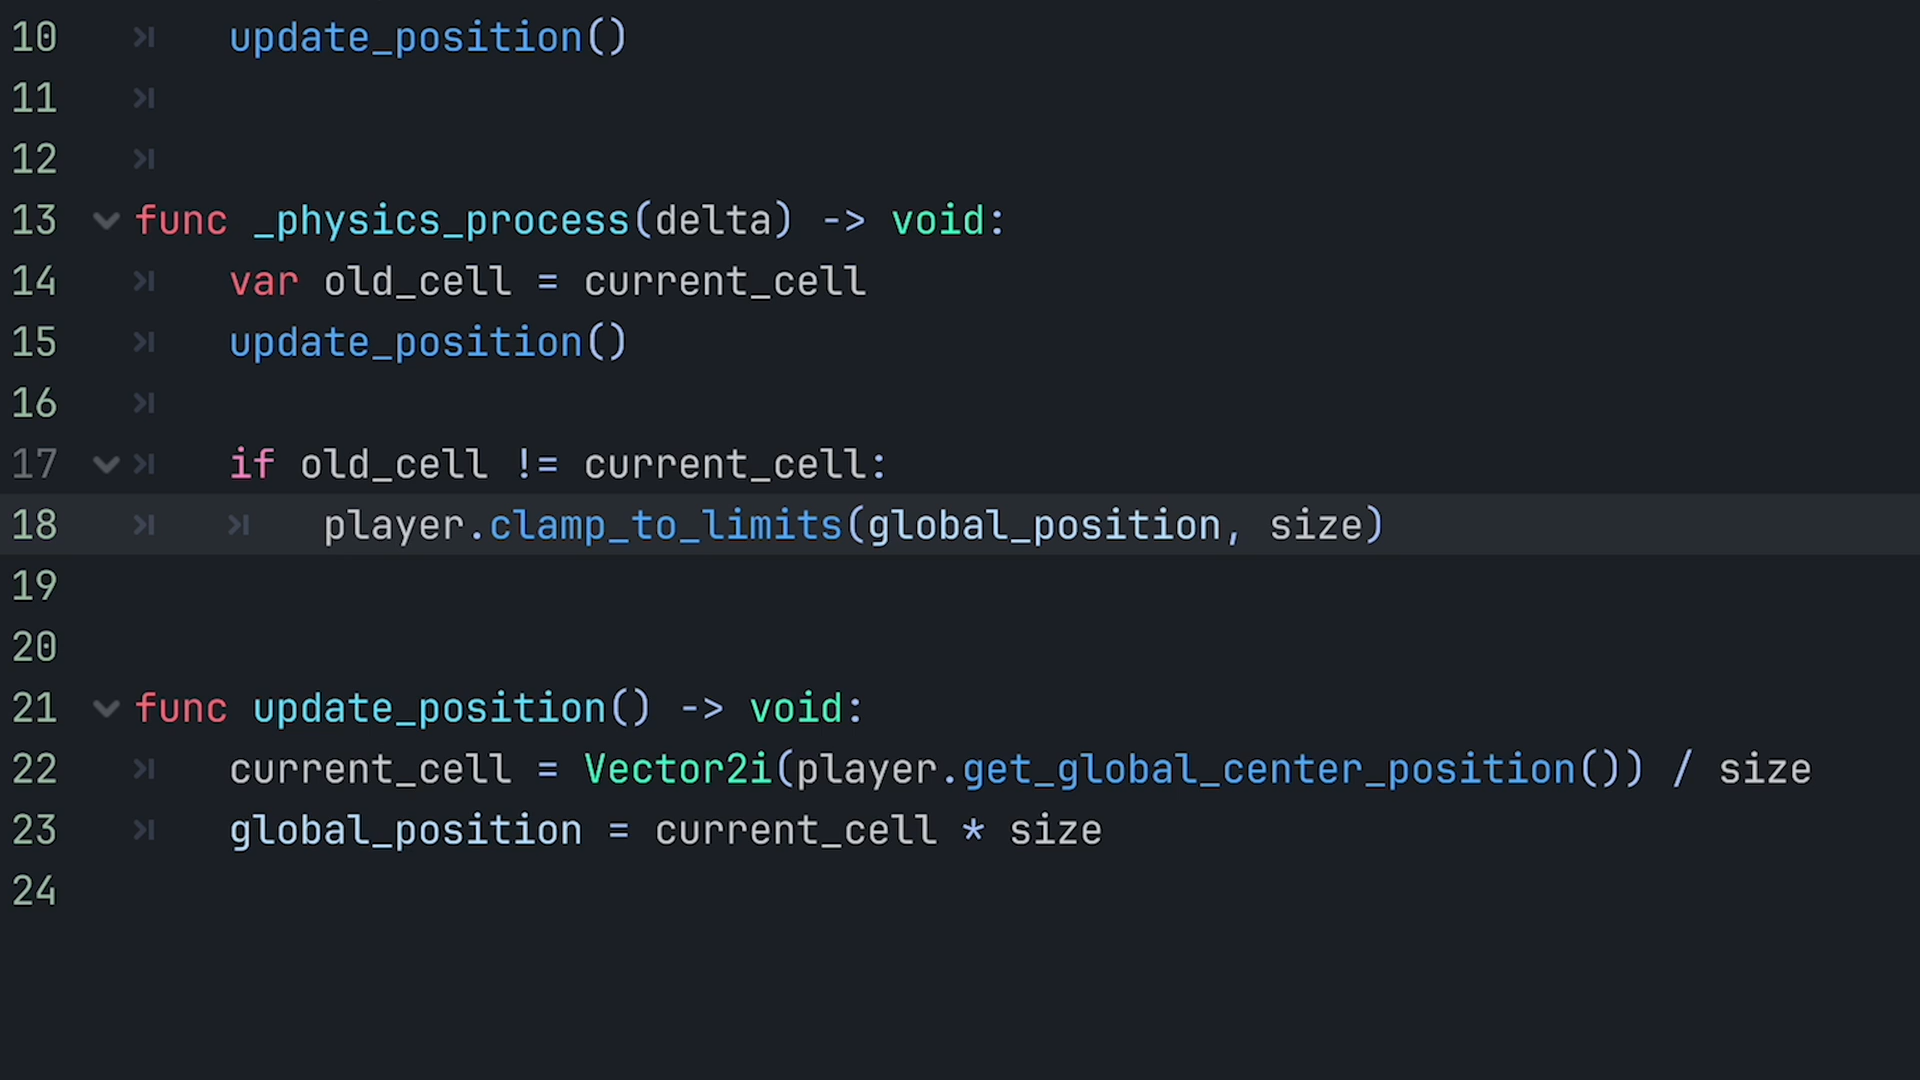 10 update_position()
11
12
13 func _physics_process(delta) -> void:
14 var old_cell = current_cell
15 update_position()
16
17 if old_cell != current_cell:
18 player.clamp_to_limits(global_position, size)
19
20
21 func update_position() -> void:
22 current_cell = Vector2i(player.get_global_center_position()) / size
23 global_position = current_cell * size
24